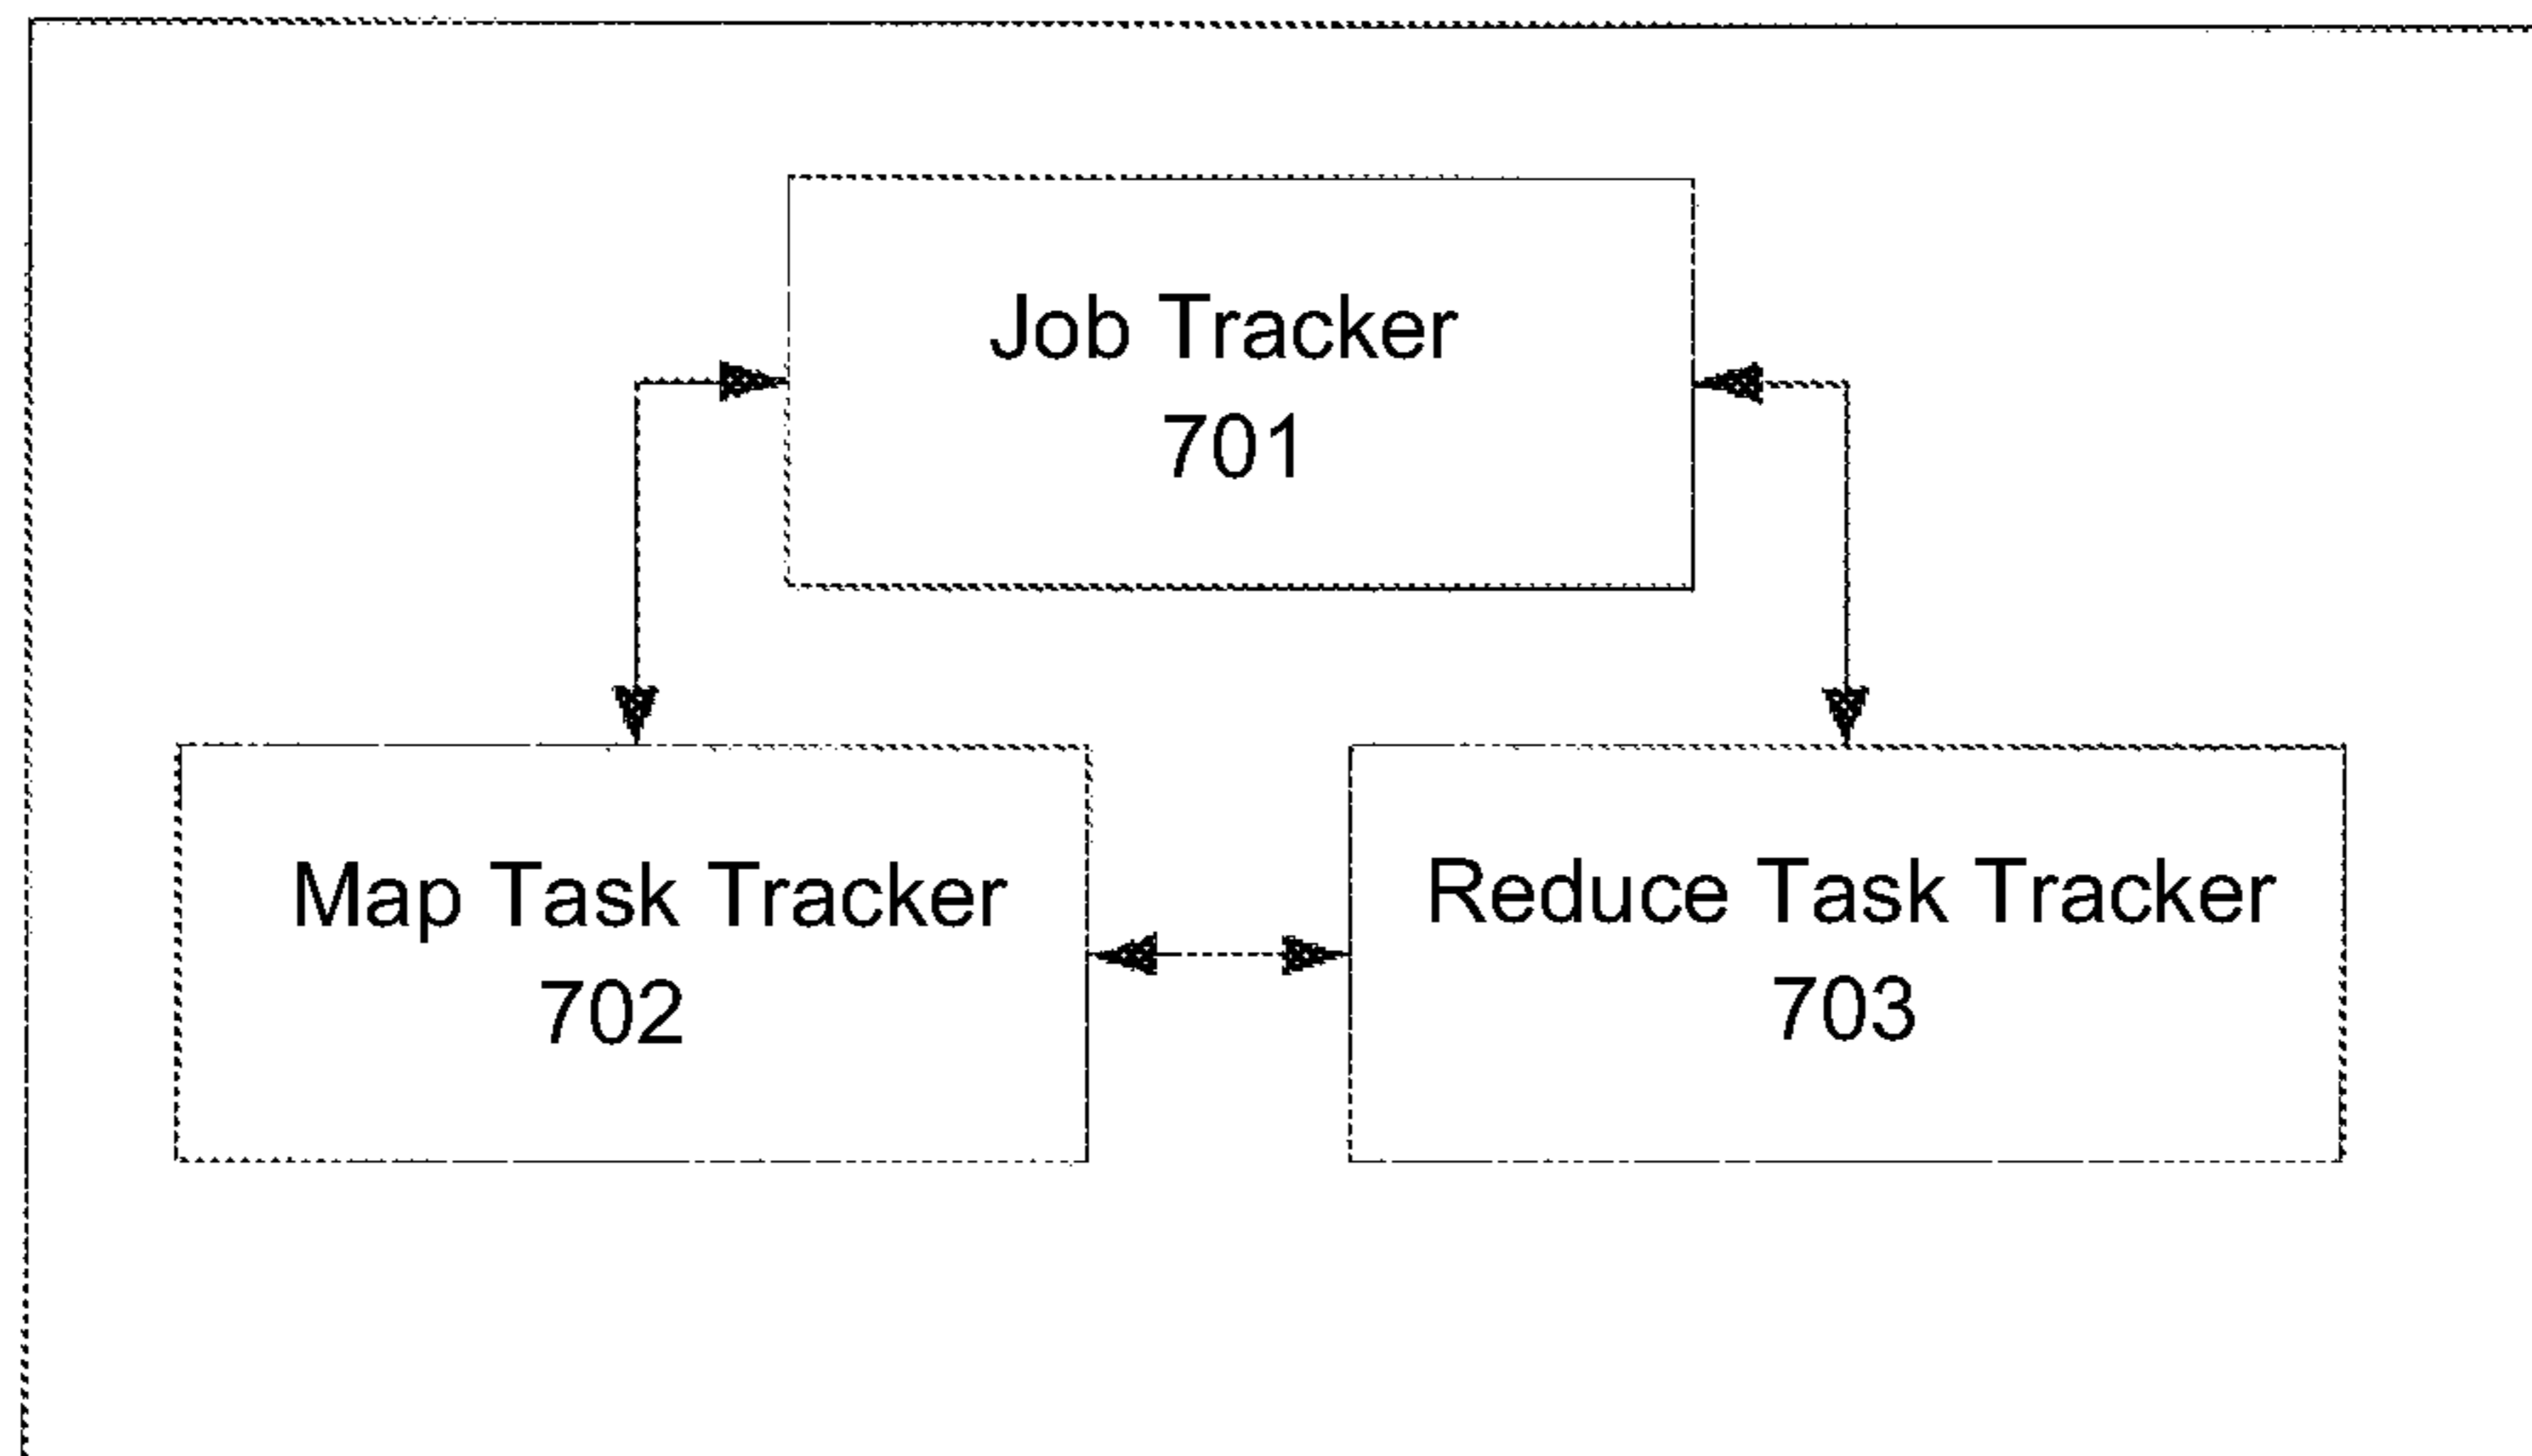 Job Tracker
701
Map Task Tracker
702
Reduce Task Tracker
703